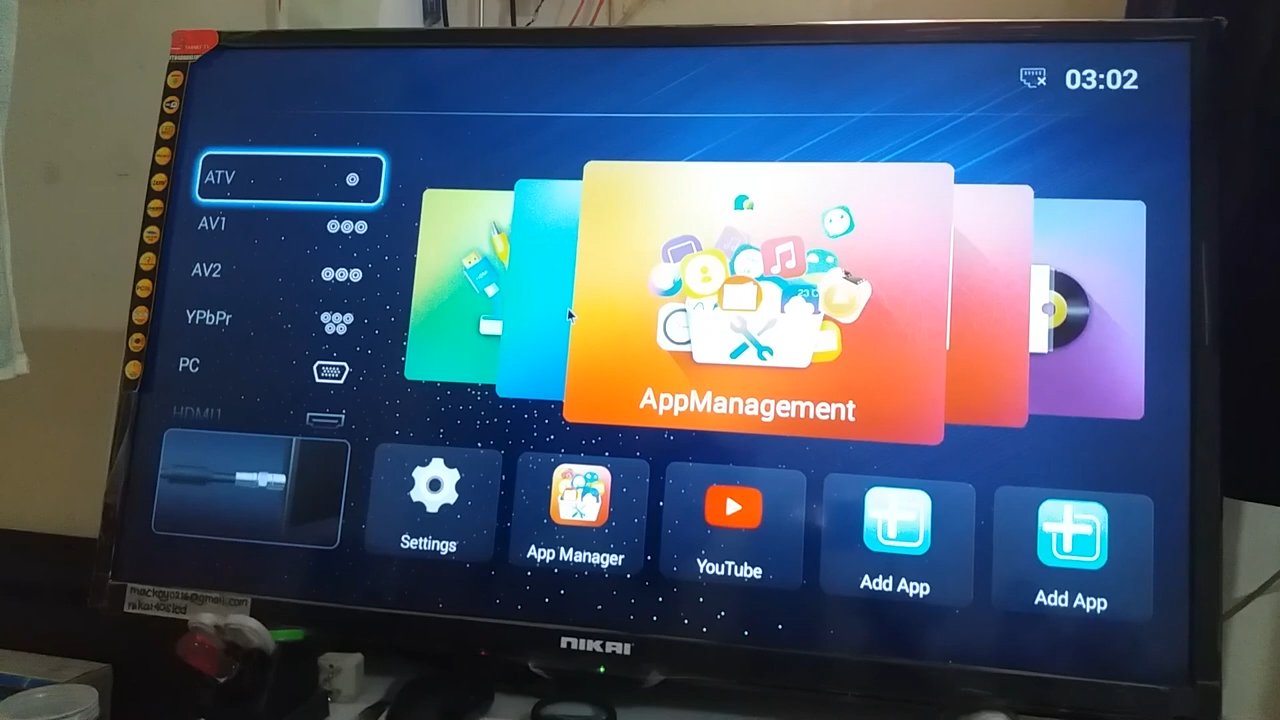 03:02
ATV
AV1
AV2
YPbPr
PC
HDMI1
AppManagement
Settings
App Manager
YouTube
Add App
Add App
NIKAI